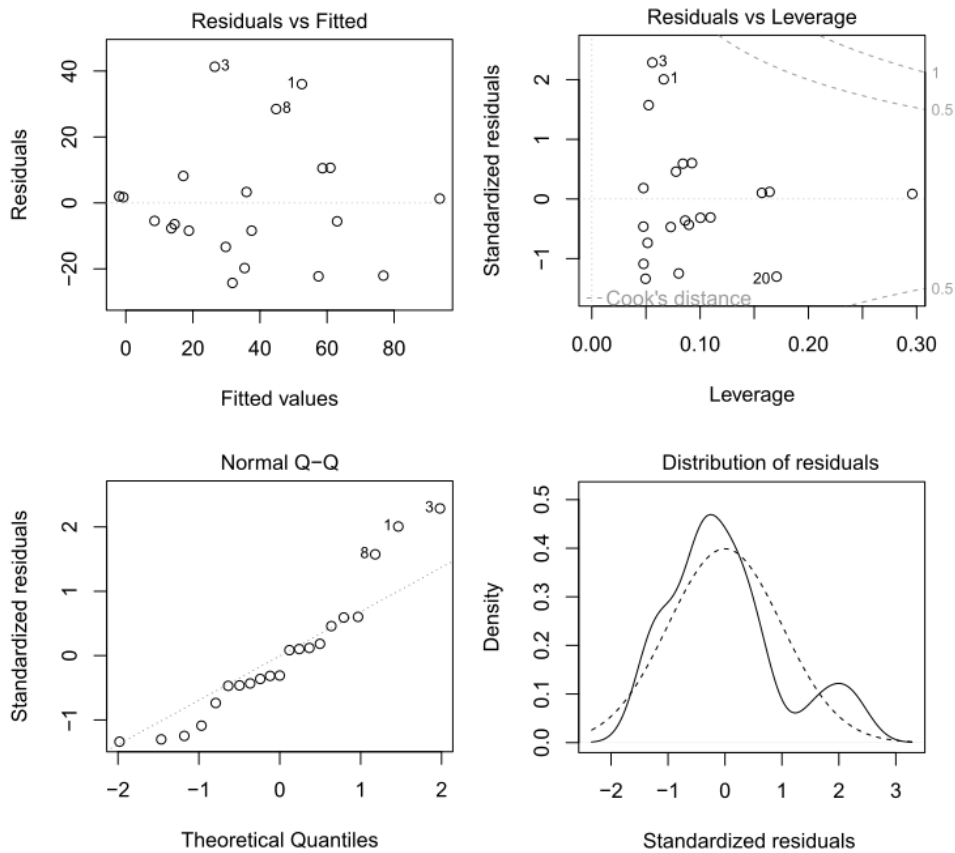 Residuals vs Fitted
Residuals
40
20
0
−20
3
1
8
0 20 40 60 80
Fitted values
Residuals vs Leverage
Standardized residuals
2
1
0
−1
3
1
20
1
0.5
0.5
Cook's distance
0.00 0.10 0.20 0.30
Leverage
Normal Q−Q
Standardized residuals
2
1
0
−1
3
1
8
−2 −1 0 1 2
Theoretical Quantiles
Distribution of residuals
Density
0.5
0.4
0.3
0.2
0.1
0.0
−2 −1 0 1 2 3
Standardized residuals